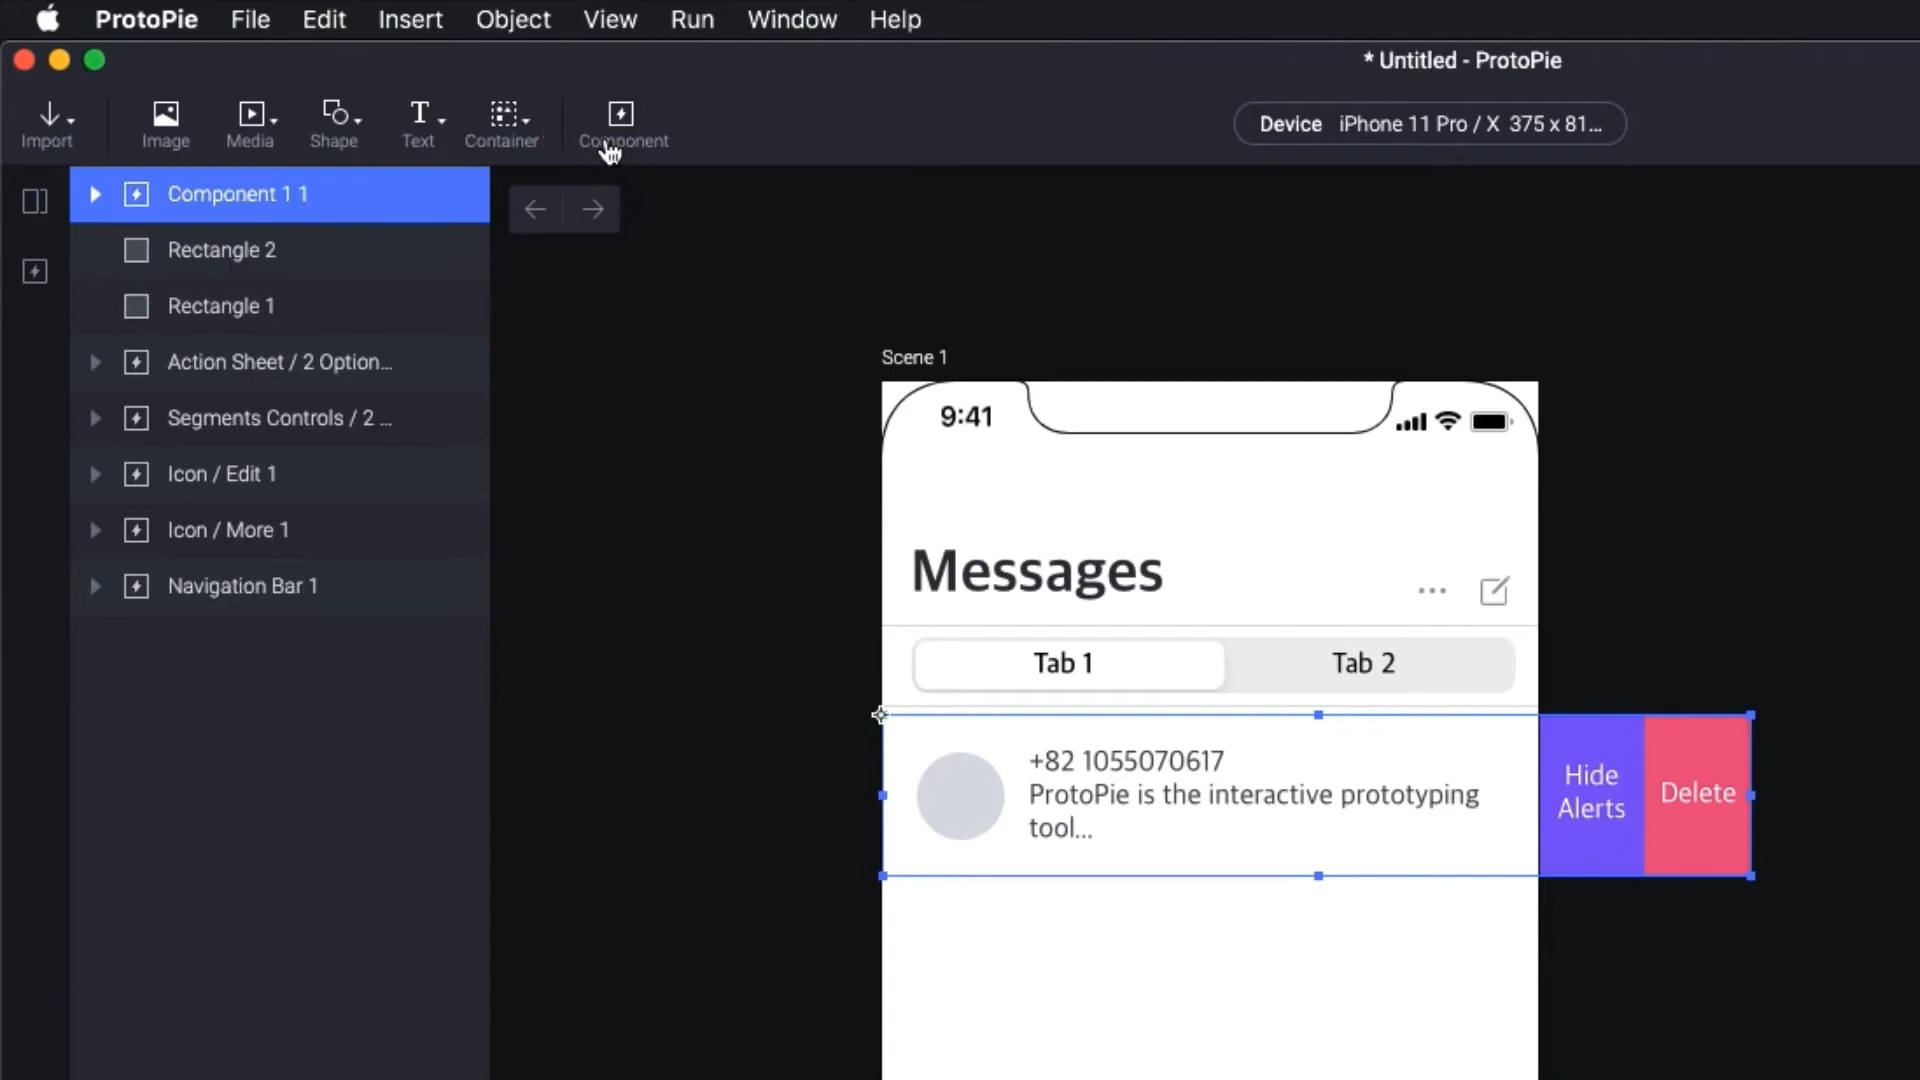 ProtoPie File Edit Insert Object View Run Window Help
* Untitled - ProtoPie
Import Image Media Shape Text Container Component
Device iPhone 11 Pro / X 375 x 81...
Component 1 1
Rectangle 2
Rectangle 1
Action Sheet / 2 Option...
Segments Controls / 2 ...
Icon / Edit 1
Icon / More 1
Navigation Bar 1
Scene 1
9:41
Messages
Tab 1 Tab 2
+82 1055070617
ProtoPie is the interactive prototyping
tool...
Hide
Alerts
Delete